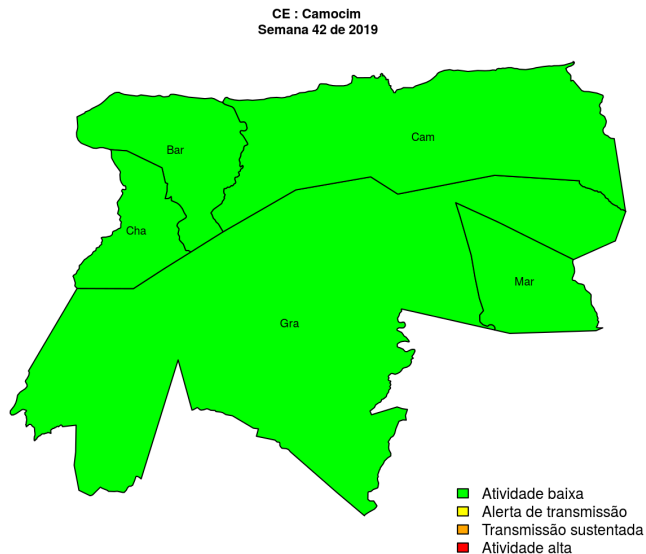 CE : Camocim
Semana 42 de 2019
Cam
Bar
Cha
Mar
Gra
Atividade baixa
Alerta de transmissão
Transmissão sustentada
Atividade alta